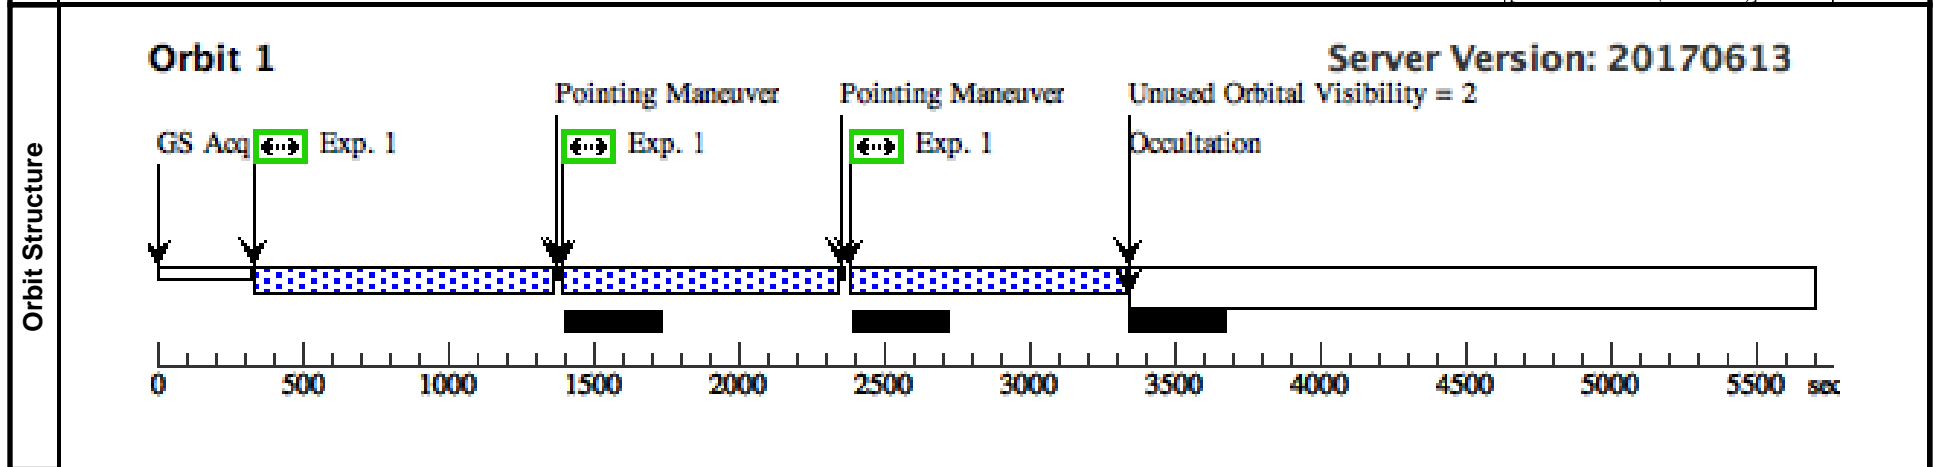 Orbit Structure
Orbit 1 Server Version: 20170613
Pointing Maneuver Pointing Maneuver Unused Orbital Visibility = 2
GS Acq Exp. 1 Exp. 1 Exp. 1 Occultation
0 500 1000 1500 2000 2500 3000 3500 4000 4500 5000 5500 sec